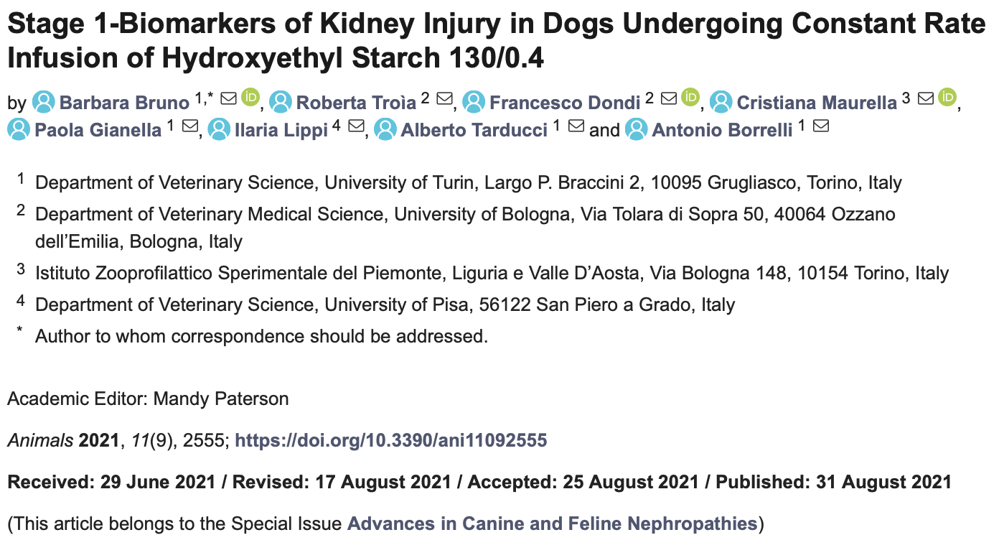 Stage 1-Biomarkers of Kidney Injury in Dogs Undergoing Constant Rate
Infusion of Hydroxyethyl Starch 130/0.4
by Barbara Bruno 1,* iD, Roberta Troìa 2, Francesco Dondi 2 iD, Cristiana Maurella 3 iD,
Paola Gianella 1, Ilaria Lippi 4, Alberto Tarducci 1 and Antonio Borrelli 1
1 Department of Veterinary Science, University of Turin, Largo P. Braccini 2, 10095 Grugliasco, Torino, Italy
2 Department of Veterinary Medical Science, University of Bologna, Via Tolara di Sopra 50, 40064 Ozzano
dell’Emilia, Bologna, Italy
3 Istituto Zooprofilattico Sperimentale del Piemonte, Liguria e Valle D’Aosta, Via Bologna 148, 10154 Torino, Italy
4 Department of Veterinary Science, University of Pisa, 56122 San Piero a Grado, Italy
* Author to whom correspondence should be addressed.
Academic Editor: Mandy Paterson
Animals 2021, 11(9), 2555; https://doi.org/10.3390/ani11092555
Received: 29 June 2021 / Revised: 17 August 2021 / Accepted: 25 August 2021 / Published: 31 August 2021
(This article belongs to the Special Issue Advances in Canine and Feline Nephropathies)